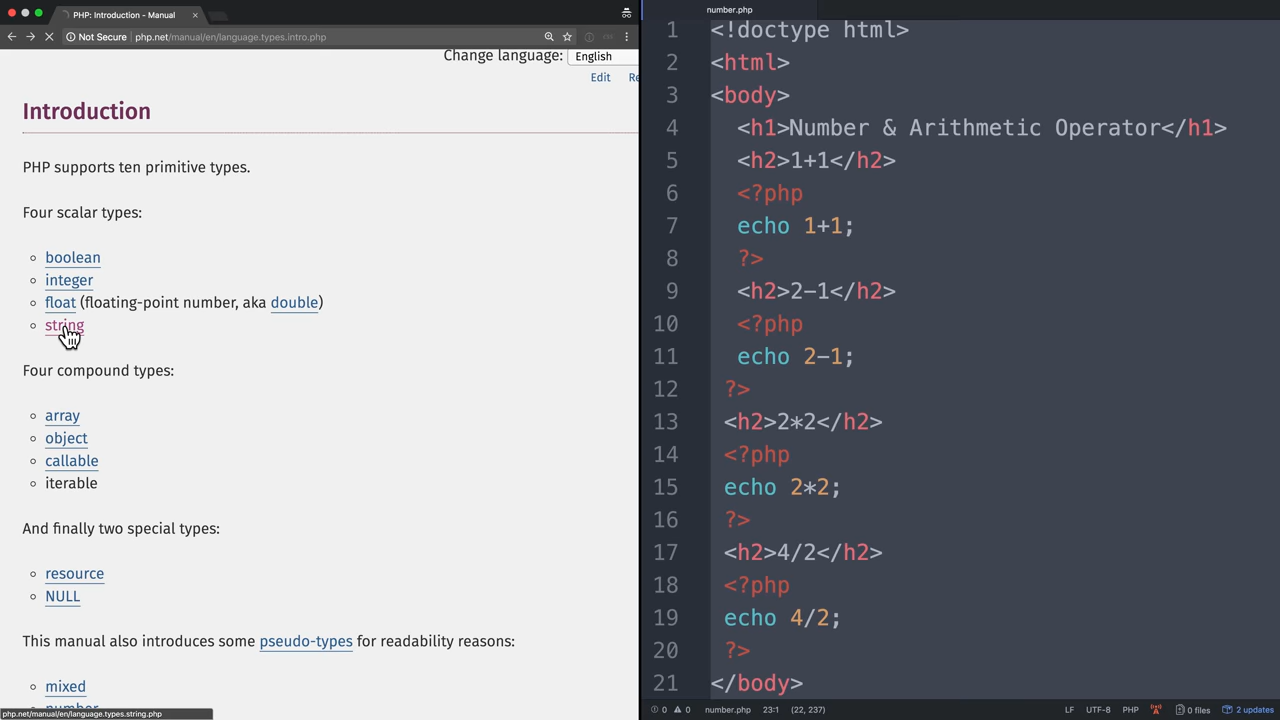 PHP: Introduction - Manual
Not Secure php.net/manual/en/language.types.intro.php
Change language: English
Edit
Introduction
PHP supports ten primitive types.
Four scalar types:
boolean
integer
float (floating-point number, aka double)
string
Four compound types:
array
object
callable
iterable
And finally two special types:
resource
NULL
This manual also introduces some pseudo-types for readability reasons:
mixed
number
php.net/manual/en/language.types.string.php
number.php
1 <!doctype html>
2 <html>
3 <body>
4 <h1>Number & Arithmetic Operator</h1>
5 <h2>1+1</h2>
6 <?php
7 echo 1+1;
8 ?>
9 <h2>2-1</h2>
10 <?php
11 echo 2-1;
12 ?>
13 <h2>2*2</h2>
14 <?php
15 echo 2*2;
16 ?>
17 <h2>4/2</h2>
18 <?php
19 echo 4/2;
20 ?>
21 </body>
0 0 number.php 23:1 (22, 237) LF UTF-8 PHP 0 files 2 updates